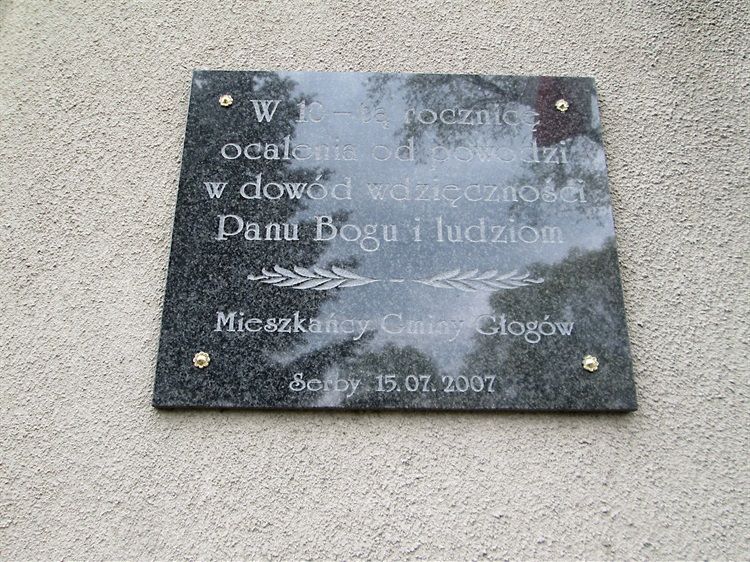 W 10-tą rocznicę
ocalenia od powodzi
w dowód wdzięczności
Panu Bogu i ludziom
Mieszkańcy Gminy Głogów
Serby 15.07.2007